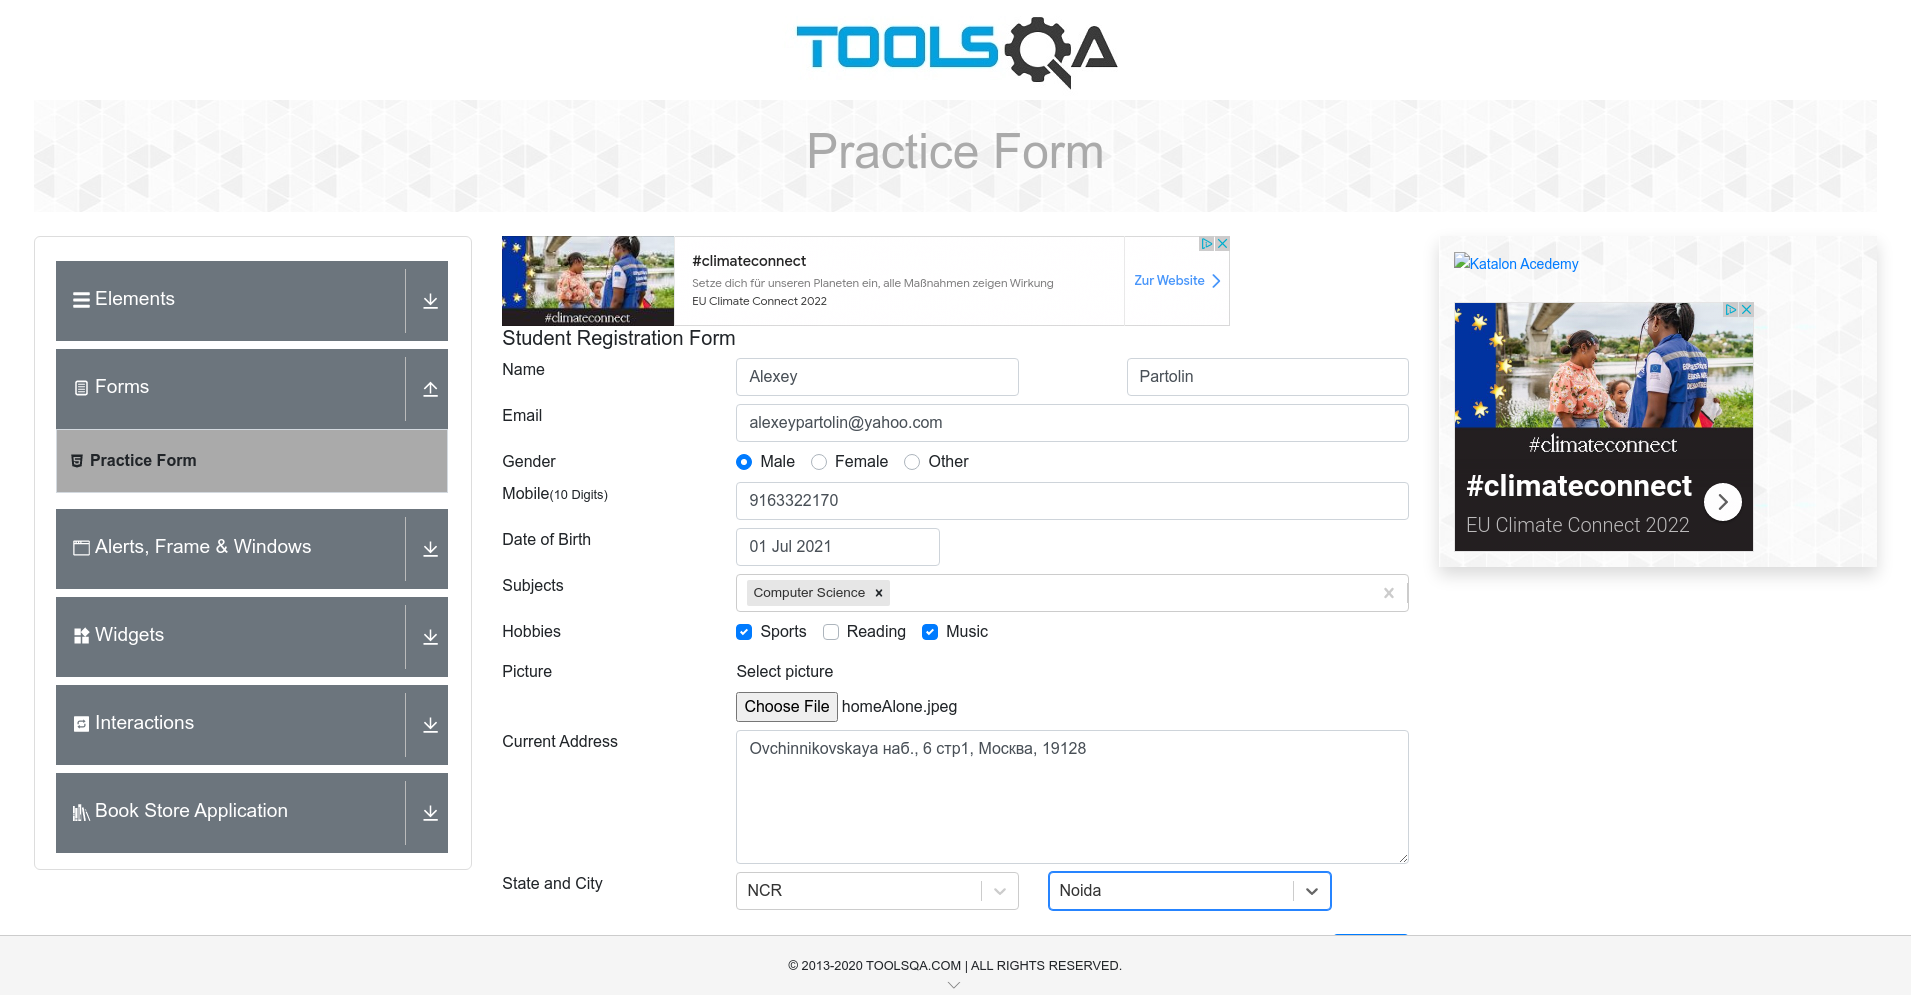 TOOLSQA
Practice Form
Elements
Forms
Practice Form
Alerts, Frame & Windows
Widgets
Interactions
Book Store Application
#climateconnect
#climateconnect
Setze dich für unseren Planeten ein, alle Maßnahmen zeigen Wirkung
EU Climate Connect 2022
Zur Website
Student Registration Form
Name
Alexey
Partolin
Email
alexeypartolin@yahoo.com
Gender
Male
Female
Other
Mobile(10 Digits)
9163322170
Date of Birth
01 Jul 2021
Subjects
Computer Science
Hobbies
Sports
Reading
Music
Picture
Select picture
Choose File homeAlone.jpeg
Current Address
Ovchinnikovskaya наб., 6 стр1, Москва, 19128
State and City
NCR
Noida
Katalon Acedemy
#climateconnect
#climateconnect
EU Climate Connect 2022
© 2013-2020 TOOLSQA.COM | ALL RIGHTS RESERVED.